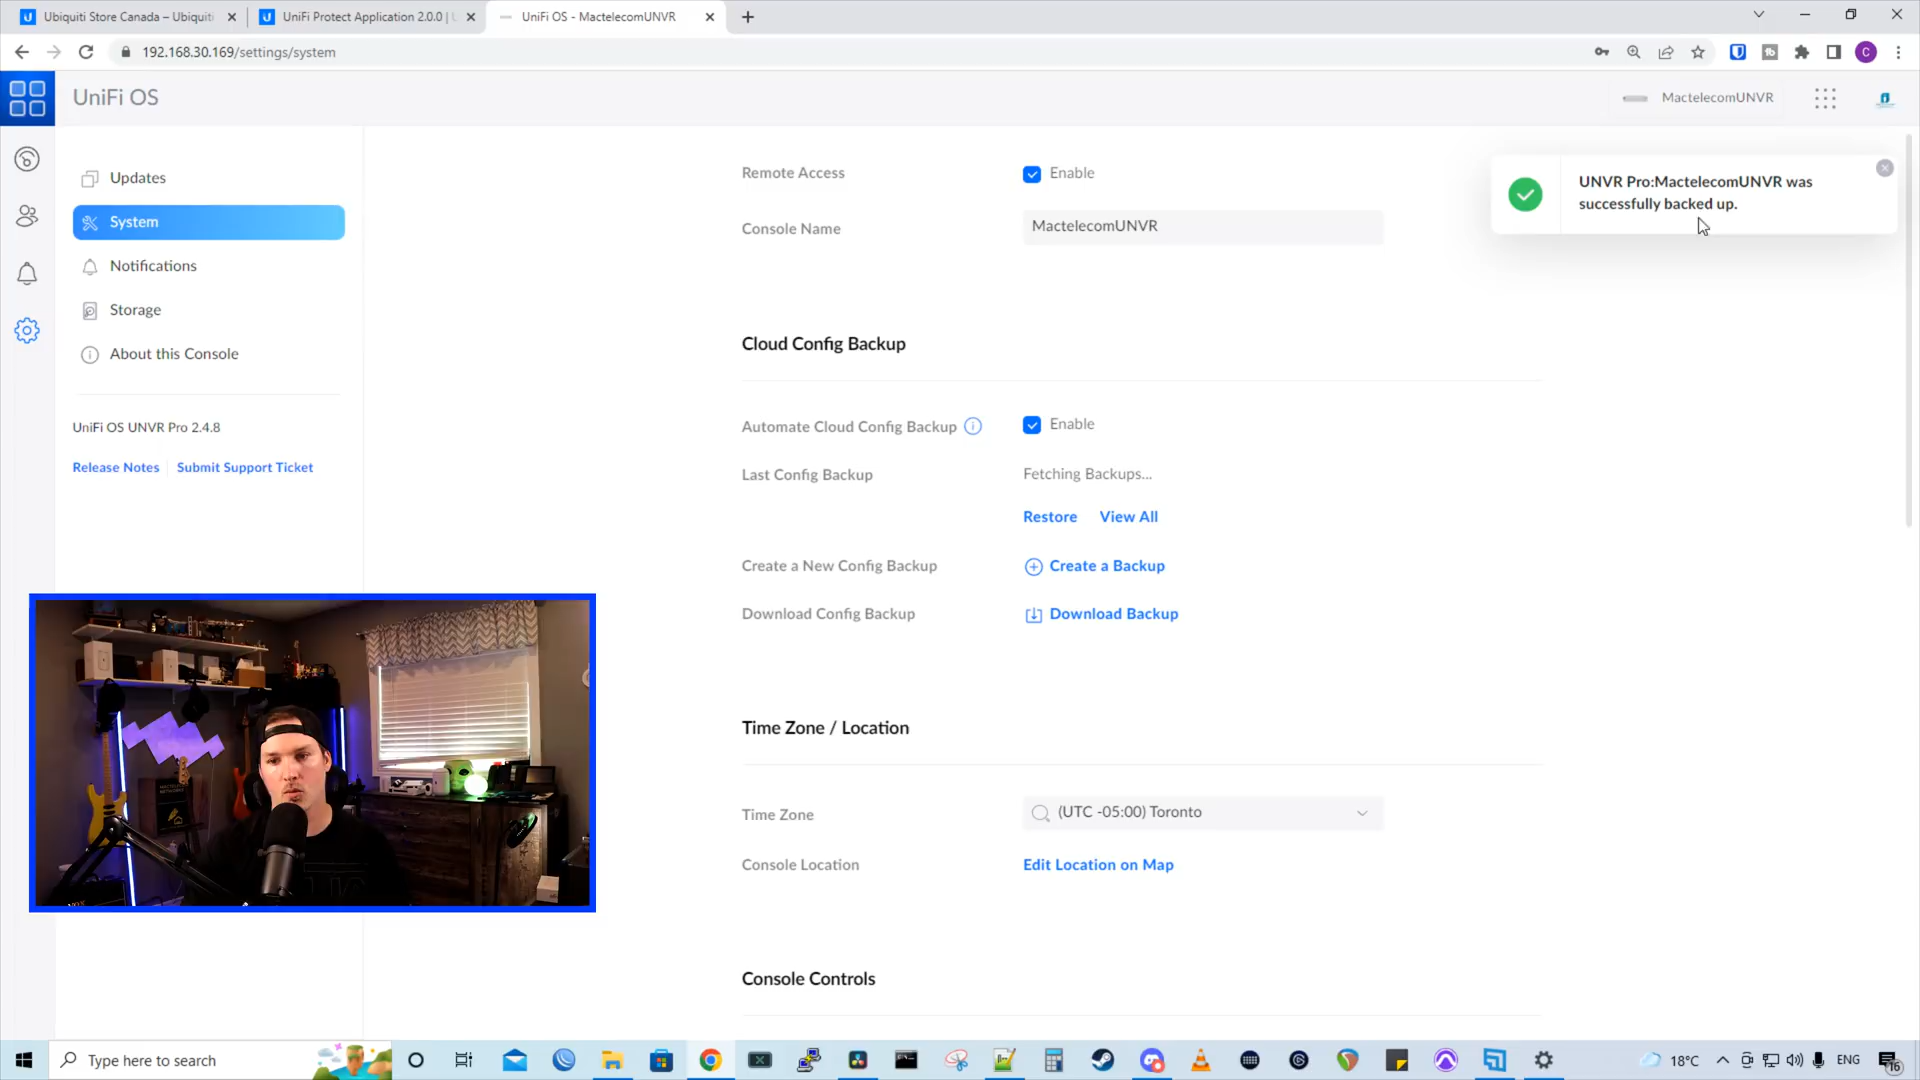 Ubiquiti Store Canada – Ubiquiti
UniFi Protect Application 2.0.0 | U
UniFi OS - MactelecomUNVR
192.168.30.169/settings/system
UniFi OS
MactelecomUNVR
Updates
System
Notifications
Storage
About this Console
UniFi OS UNVR Pro 2.4.8
Release Notes
Submit Support Ticket
Remote Access
Enable
Console Name
MactelecomUNVR
UNVR Pro:MactelecomUNVR was
successfully backed up.
Cloud Config Backup
Automate Cloud Config Backup
Enable
Last Config Backup
Fetching Backups...
Restore
View All
Create a New Config Backup
Create a Backup
Download Config Backup
Download Backup
Time Zone / Location
Time Zone
(UTC -05:00) Toronto
Console Location
Edit Location on Map
Console Controls
Type here to search
18°C
ENG
16